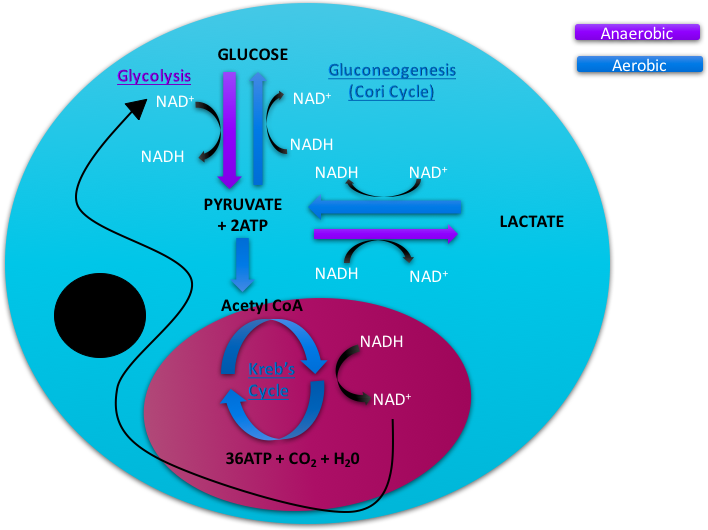 Anaerobic
Aerobic
GLUCOSE
Glycolysis
Gluconeogenesis
(Cori Cycle)
NAD⁺
NADH
NAD⁺
NADH
NADH
NAD⁺
PYRUVATE
+ 2ATP
LACTATE
NADH
NAD⁺
Acetyl CoA
Kreb's
Cycle
NADH
NAD⁺
36ATP + CO₂ + H₂0